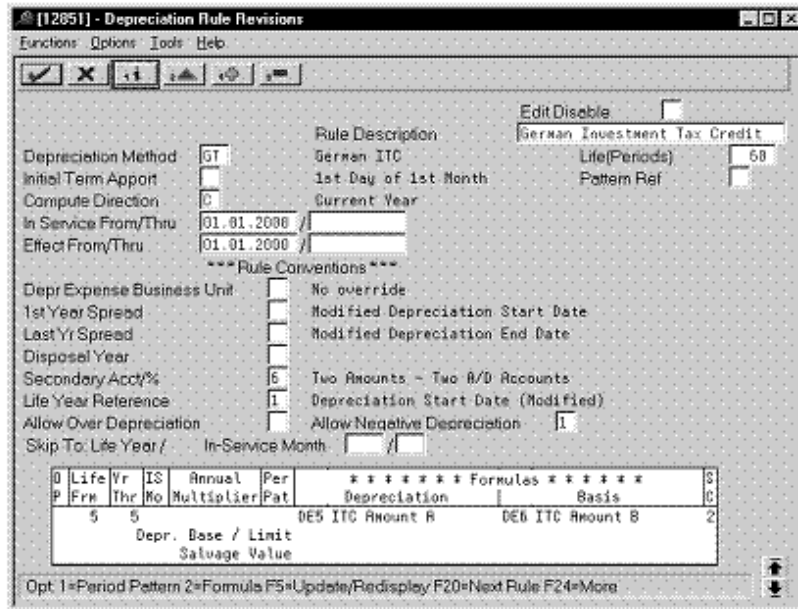 [12851] - Depreciation Rule Revisions
Functions Options Tools Help
Edit Disable
Rule Description German Investment Tax Credit
Depreciation Method GT German ITC Life(Periods) 60
Initial Term Apport 1st Day of 1st Month Pattern Ref
Compute Direction C Current Year
In Service From/Thru 01.01.2000 /
Effect From/Thru 01.01.2000 /
*** Rule Conventions ***
Depr Expense Business Unit No override
1st Year Spread Modified Depreciation Start Date
Last Yr Spread Modified Depreciation End Date
Disposal Year
Secondary Acct/% 6 Two Amounts - Two A/D Accounts
Life Year Reference 1 Depreciation Start Date (Modified)
Allow Over Depreciation Allow Negative Depreciation 1
Skip To: Life Year / In-Service Month /
O Life Yr IS Annual Per * * * * * * * Formulas * * * * * * S
P Frm Thr Mo Multiplier Pat Depreciation Basis C
5 5 DE5 ITC Amount A DE6 ITC Amount B 2
Depr. Base / Limit
Salvage Value
Opt: 1=Period Pattern 2=Formula F5=Update/Redisplay F20=Next Rule F24=More